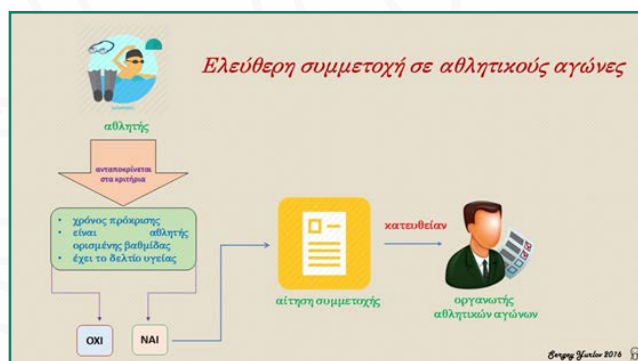 Ελεύθερη συμμετοχή σε αθλητικούς αγώνες
αθλητής
ανταποκρίνεται
στα κριτήρια
• χρόνος πρόκρισης
• είναι αθλητής
ορισμένης βαθμίδας
• έχει το δελτίο υγείας
ΟΧΙ
ΝΑΙ
αίτηση συμμετοχής
κατευθείαν
οργανωτής
αθλητικών αγώνων
Sergey Yurlov 2016